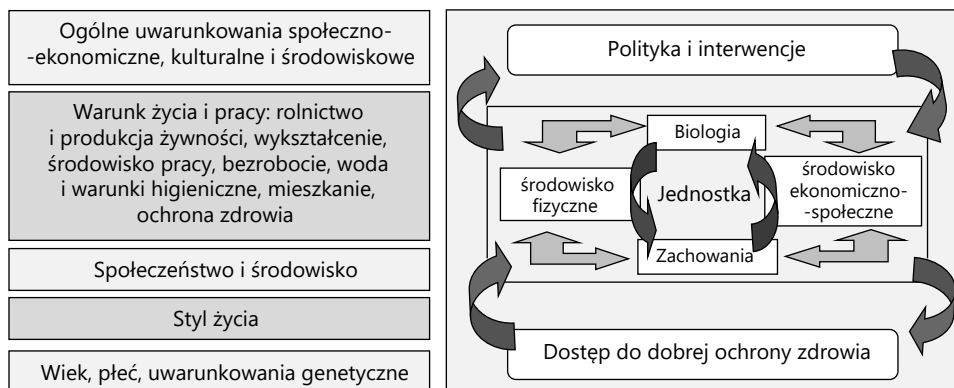 Ogólne uwarunkowania społeczno-
-ekonomiczne, kulturalne i środowiskowe
Warunk życia i pracy: rolnictwo
i produkcja żywności, wykształcenie,
środowisko pracy, bezrobocie, woda
i warunki higieniczne, mieszkanie,
ochrona zdrowia
Społeczeństwo i środowisko
Styl życia
Wiek, płeć, uwarunkowania genetyczne
Polityka i interwencje
Biologia
środowisko
fizyczne
Jednostka
środowisko
ekonomiczno-
-społeczne
Zachowania
Dostęp do dobrej ochrony zdrowia